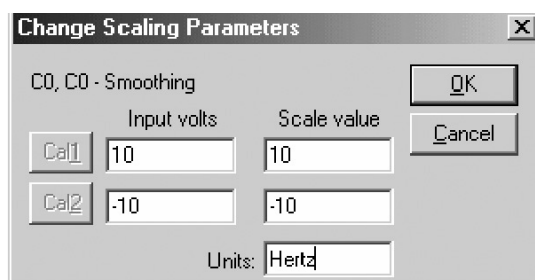 Change Scaling Parameters
C0, C0 - Smoothing
OK
Input volts Scale value
Cancel
Cal1 10 10
Cal2 -10 -10
Units: Hertz